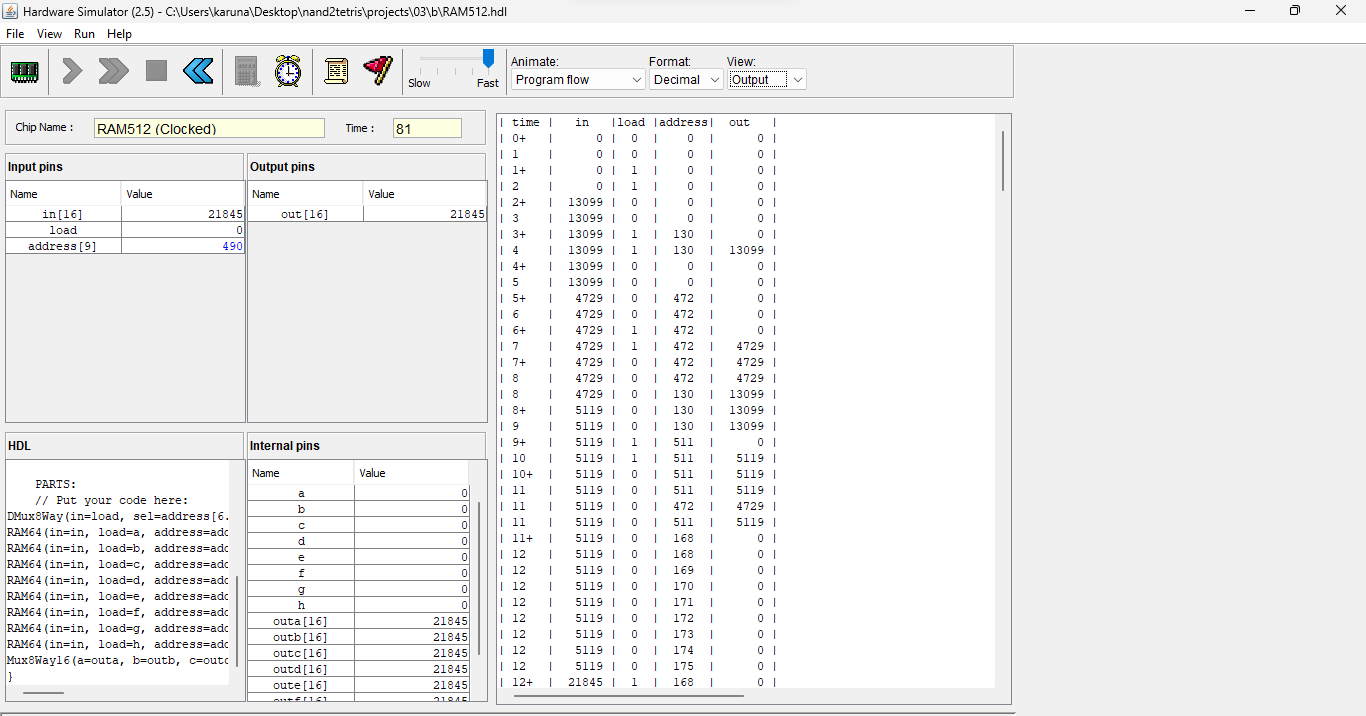 Hardware Simulator (2.5) - C:\Users\karuna\Desktop\nand2tetris\projects\03\b\RAM512.hdl
File View Run Help
Slow Fast
Animate: Format: View:
Program flow Decimal Output
Chip Name : RAM512 (Clocked) Time : 81
Input pins
Name Value
in[16] 21845
load 0
address[9] 490
Output pins
Name Value
out[16] 21845
HDL
PARTS:
// Put your code here:
DMux8Way(in=load, sel=address[6.
RAM64(in=in, load=a, address=add
RAM64(in=in, load=b, address=add
RAM64(in=in, load=c, address=add
RAM64(in=in, load=d, address=add
RAM64(in=in, load=e, address=add
RAM64(in=in, load=f, address=add
RAM64(in=in, load=g, address=add
RAM64(in=in, load=h, address=add
Mux8Way16(a=outa, b=outb, c=outc
}
Internal pins
Name Value
a 0
b 0
c 0
d 0
e 0
f 0
g 0
h 0
outa[16] 21845
outb[16] 21845
outc[16] 21845
outd[16] 21845
oute[16] 21845
outf[16] 21845
| time | in |load |address| out |
| 0+ | 0 | 0 | 0 | 0 |
| 1 | 0 | 0 | 0 | 0 |
| 1+ | 0 | 1 | 0 | 0 |
| 2 | 0 | 1 | 0 | 0 |
| 2+ | 13099 | 0 | 0 | 0 |
| 3 | 13099 | 0 | 0 | 0 |
| 3+ | 13099 | 1 | 130 | 0 |
| 4 | 13099 | 1 | 130 | 13099 |
| 4+ | 13099 | 0 | 0 | 0 |
| 5 | 13099 | 0 | 0 | 0 |
| 5+ | 4729 | 0 | 472 | 0 |
| 6 | 4729 | 0 | 472 | 0 |
| 6+ | 4729 | 1 | 472 | 0 |
| 7 | 4729 | 1 | 472 | 4729 |
| 7+ | 4729 | 0 | 472 | 4729 |
| 8 | 4729 | 0 | 472 | 4729 |
| 8 | 4729 | 0 | 130 | 13099 |
| 8+ | 5119 | 0 | 130 | 13099 |
| 9 | 5119 | 0 | 130 | 13099 |
| 9+ | 5119 | 1 | 511 | 0 |
| 10 | 5119 | 1 | 511 | 5119 |
| 10+ | 5119 | 0 | 511 | 5119 |
| 11 | 5119 | 0 | 511 | 5119 |
| 11 | 5119 | 0 | 472 | 4729 |
| 11 | 5119 | 0 | 511 | 5119 |
| 11+ | 5119 | 0 | 168 | 0 |
| 12 | 5119 | 0 | 168 | 0 |
| 12 | 5119 | 0 | 169 | 0 |
| 12 | 5119 | 0 | 170 | 0 |
| 12 | 5119 | 0 | 171 | 0 |
| 12 | 5119 | 0 | 172 | 0 |
| 12 | 5119 | 0 | 173 | 0 |
| 12 | 5119 | 0 | 174 | 0 |
| 12 | 5119 | 0 | 175 | 0 |
| 12+ | 21845 | 1 | 168 | 0 |